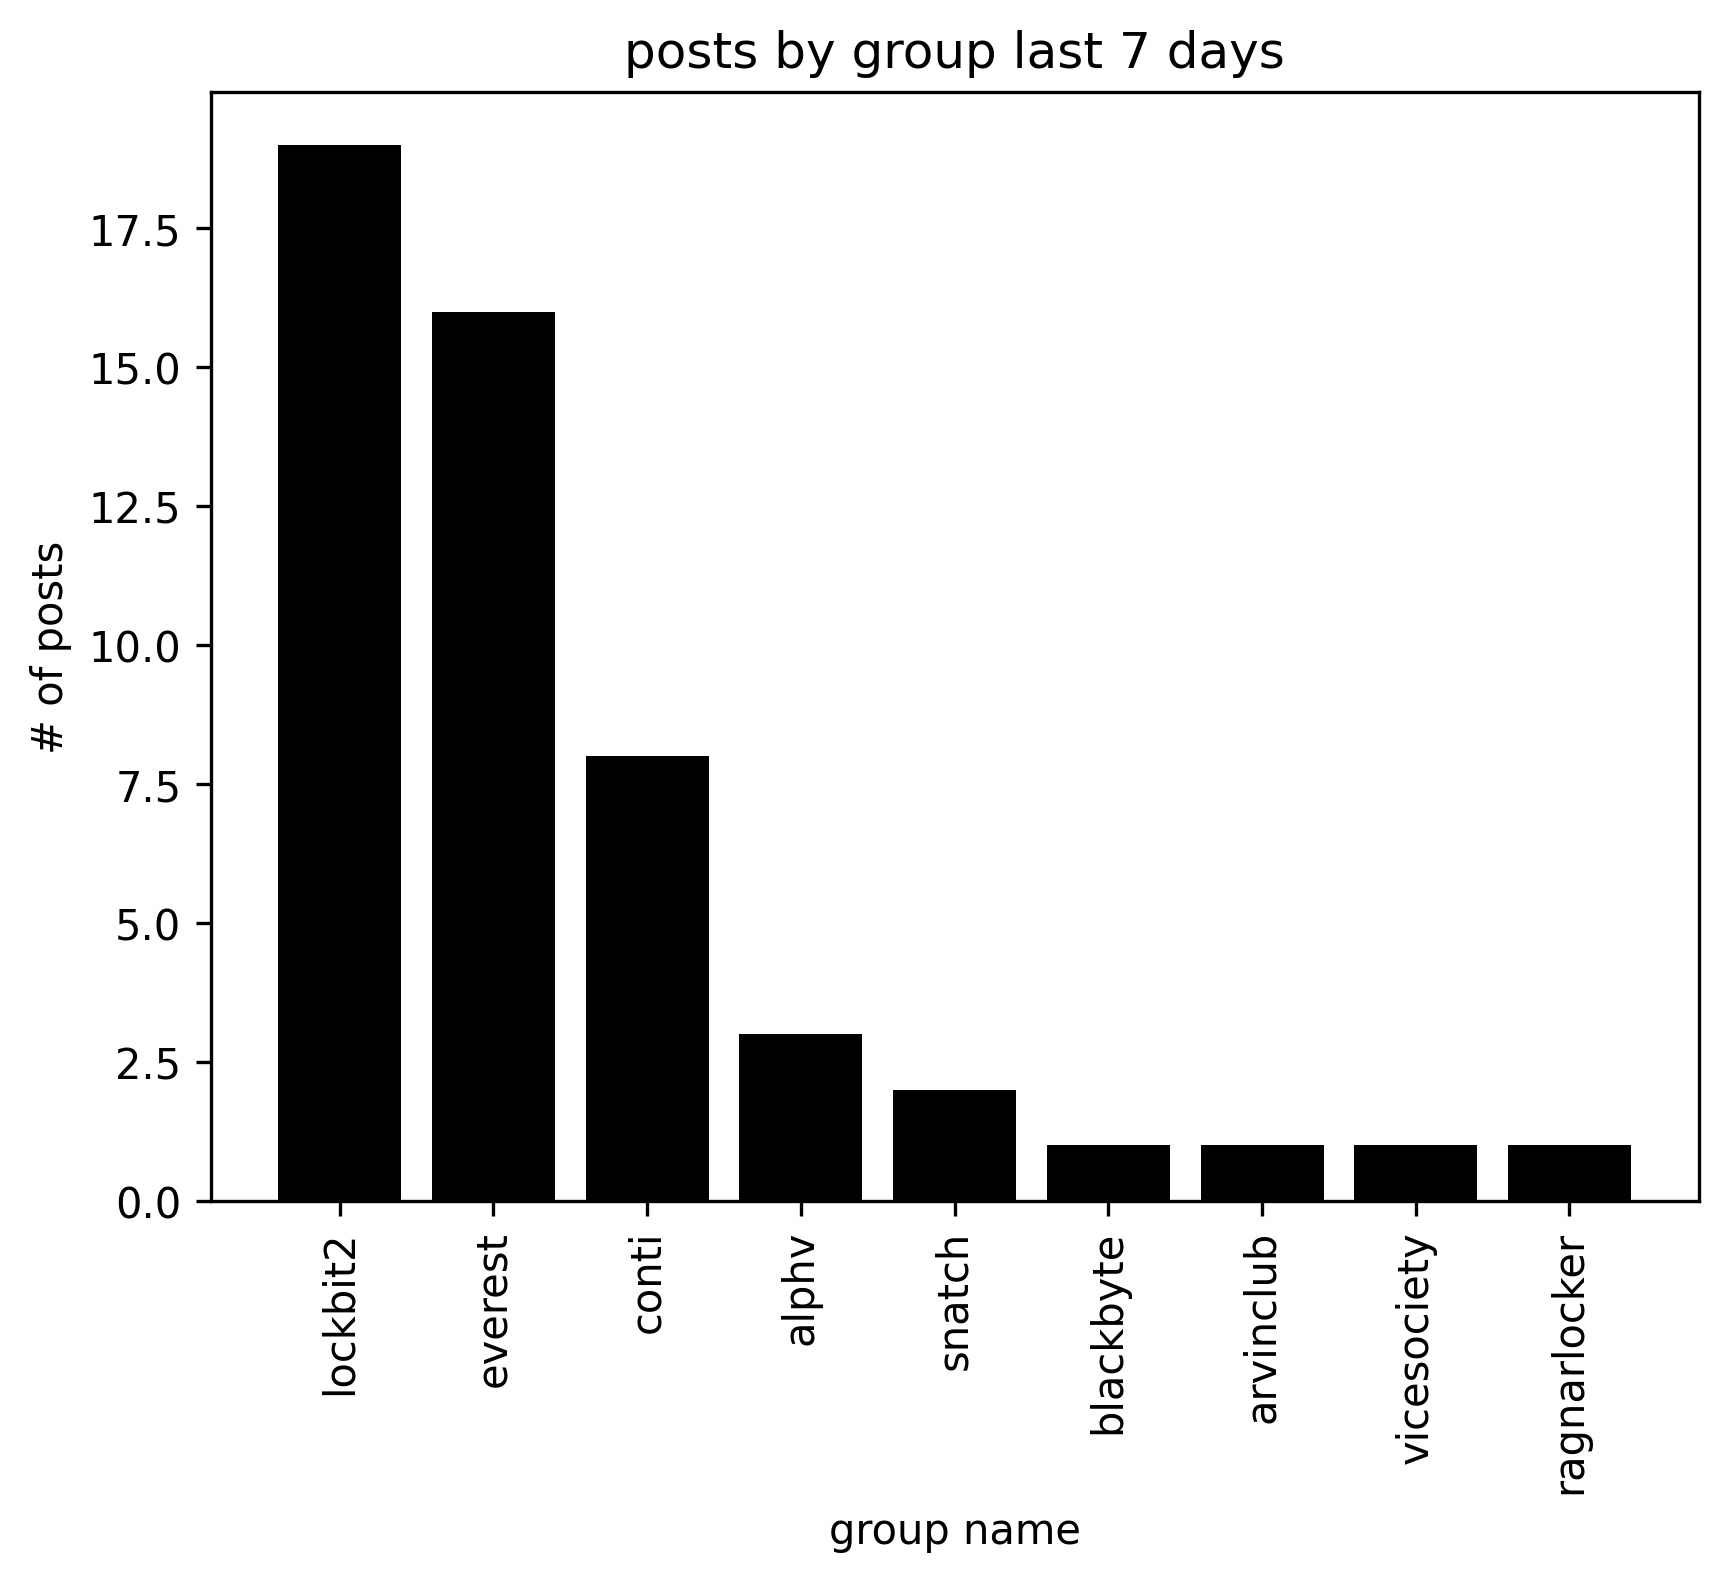 posts by group last 7 days
# of posts
17.5
15.0
12.5
10.0
7.5
5.0
2.5
0.0
lockbit2
everest
conti
alphv
snatch
blackbyte
arvinclub
vicesociety
ragnarlocker
group name